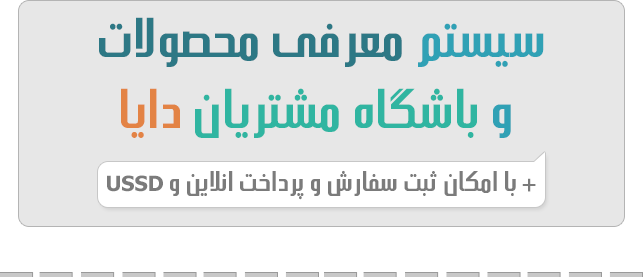 سیستم معرفی محصولات
و باشگاه مشتریان دایا
+ با امکان ثبت سفارش و پرداخت انلاین و USSD